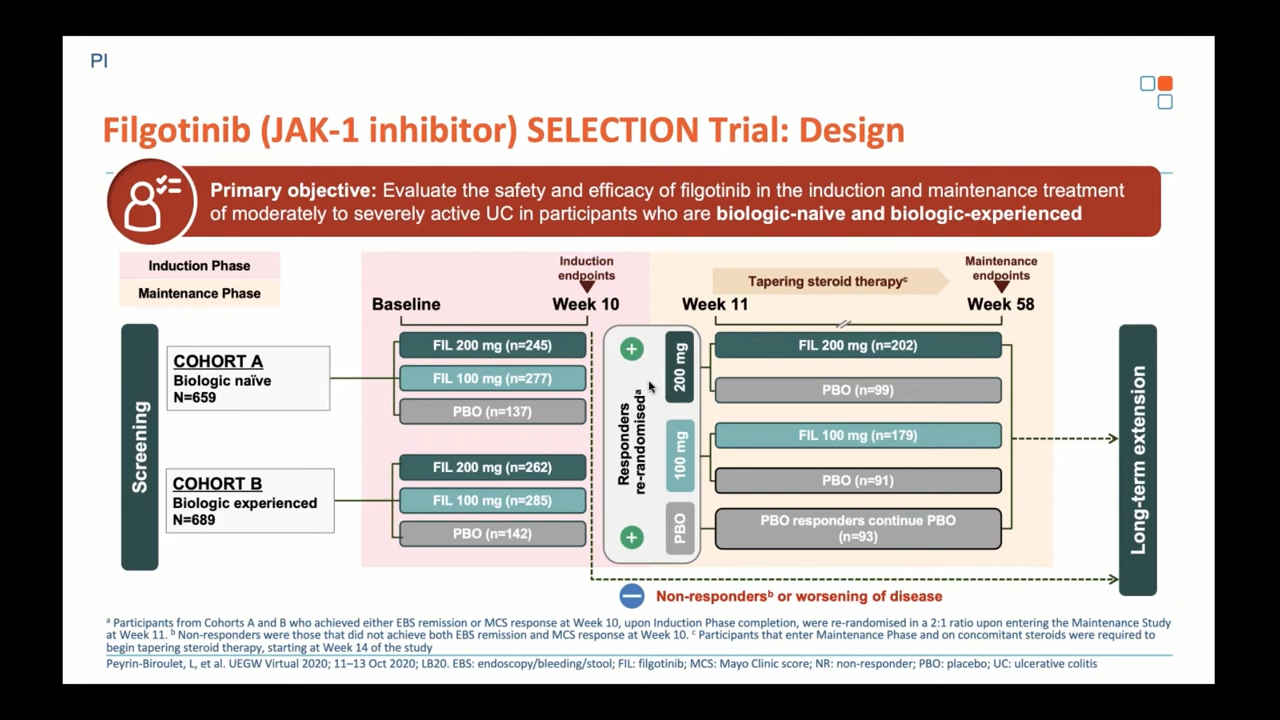 PI
Filgotinib (JAK-1 inhibitor) SELECTION Trial: Design
Primary objective: Evaluate the safety and efficacy of filgotinib in the induction and maintenance treatment
of moderately to severely active UC in participants who are biologic-naive and biologic-experienced
Induction Phase
Maintenance Phase
Induction
endpoints
Maintenance
endpoints
Tapering steroid therapyᶜ
Baseline
Week 10
Week 11
Week 58
Screening
COHORT A
Biologic naïve
N=659
FIL 200 mg (n=245)
FIL 100 mg (n=277)
PBO (n=137)
COHORT B
Biologic experienced
N=689
FIL 200 mg (n=262)
FIL 100 mg (n=285)
PBO (n=142)
Responders
re-randomisedᵃ
200 mg
100 mg
PBO
FIL 200 mg (n=202)
PBO (n=99)
FIL 100 mg (n=179)
PBO (n=91)
PBO responders continue PBO
(n=93)
Long-term extension
Non-respondersᵇ or worsening of disease
ᵃ Participants from Cohorts A and B who achieved either EBS remission or MCS response at Week 10, upon Induction Phase completion, were re-randomised in a 2:1 ratio upon entering the Maintenance Study
at Week 11. ᵇ Non-responders were those that did not achieve both EBS remission and MCS response at Week 10. ᶜ Participants that enter Maintenance Phase and on concomitant steroids were required to
begin tapering steroid therapy, starting at Week 14 of the study
Peyrin-Biroulet, L, et al. UEGW Virtual 2020; 11–13 Oct 2020; LB20. EBS: endoscopy/bleeding/stool; FIL: filgotinib; MCS: Mayo Clinic score; NR: non-responder; PBO: placebo; UC: ulcerative colitis